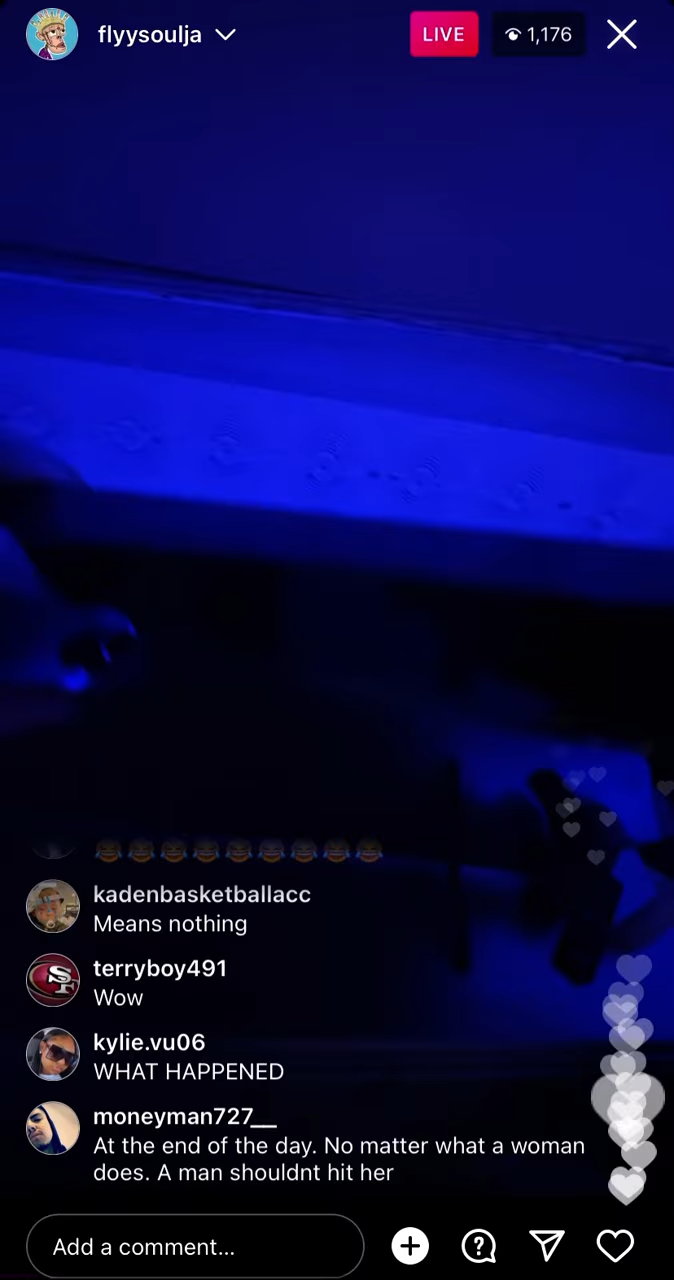 flyysoulja
LIVE
1,176
😂😂😂😂😂😂😂😂😂
kadenbasketballacc
Means nothing
terryboy491
SF
Wow
kylie.vu06
WHAT HAPPENED
moneyman727__
At the end of the day. No matter what a woman
does. A man shouldnt hit her
Add a comment...